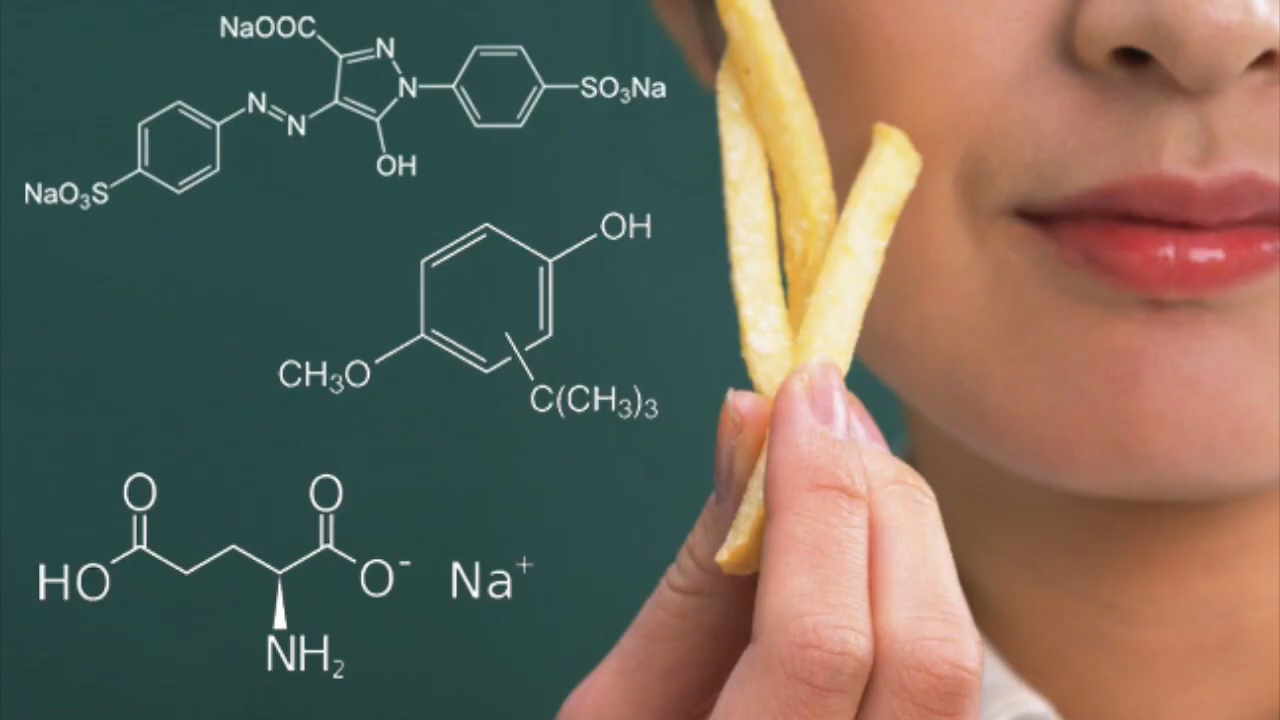 NaOOC
N
N
SO₃Na
N
N
OH
NaO₃S
OH
CH₃O
C(CH₃)₃
O
O
HO
O⁻
Na⁺
NH₂